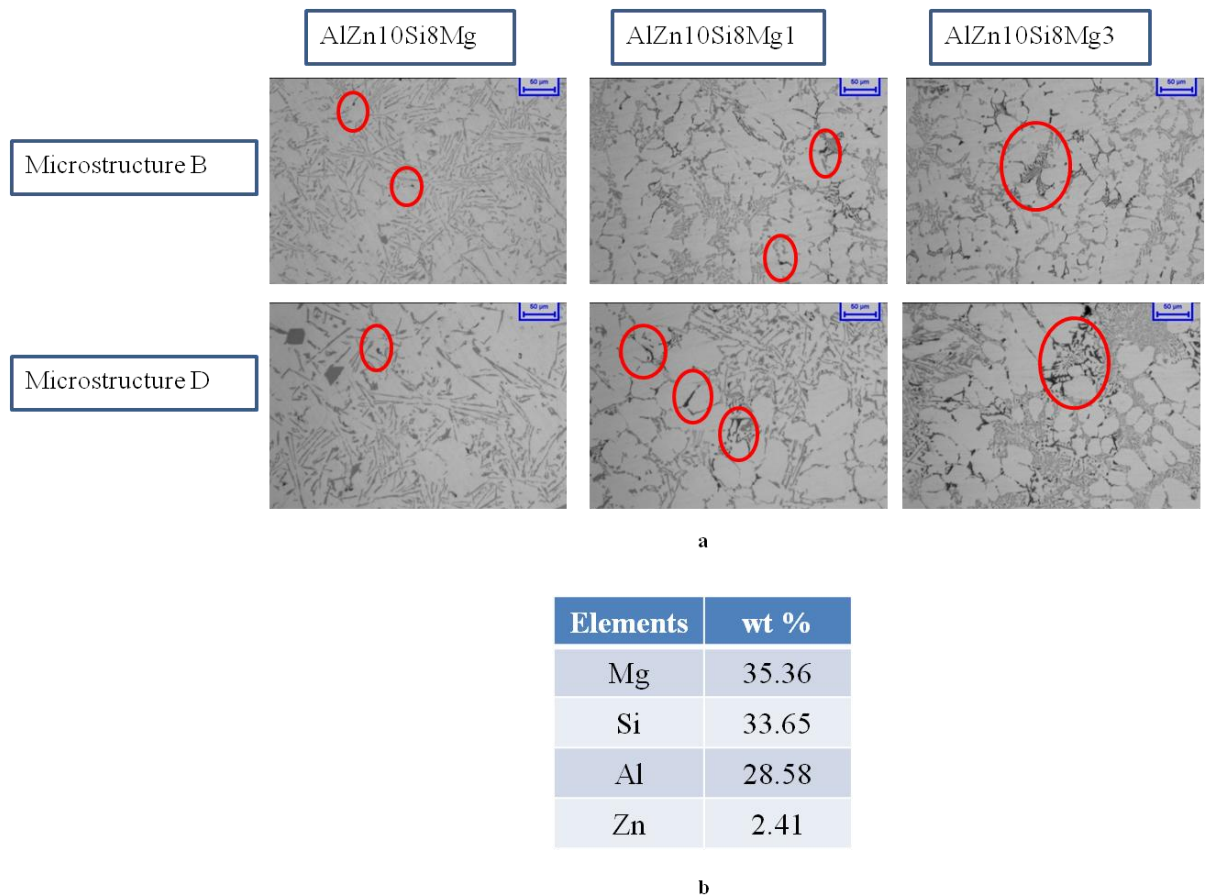 AlZn10Si8Mg
AlZn10Si8Mg1
AlZn10Si8Mg3
Microstructure B
50 µm
50 µm
50 µm
Microstructure D
50 µm
50 µm
50 µm
a
Elements wt %
Mg 35.36
Si 33.65
Al 28.58
Zn 2.41
b